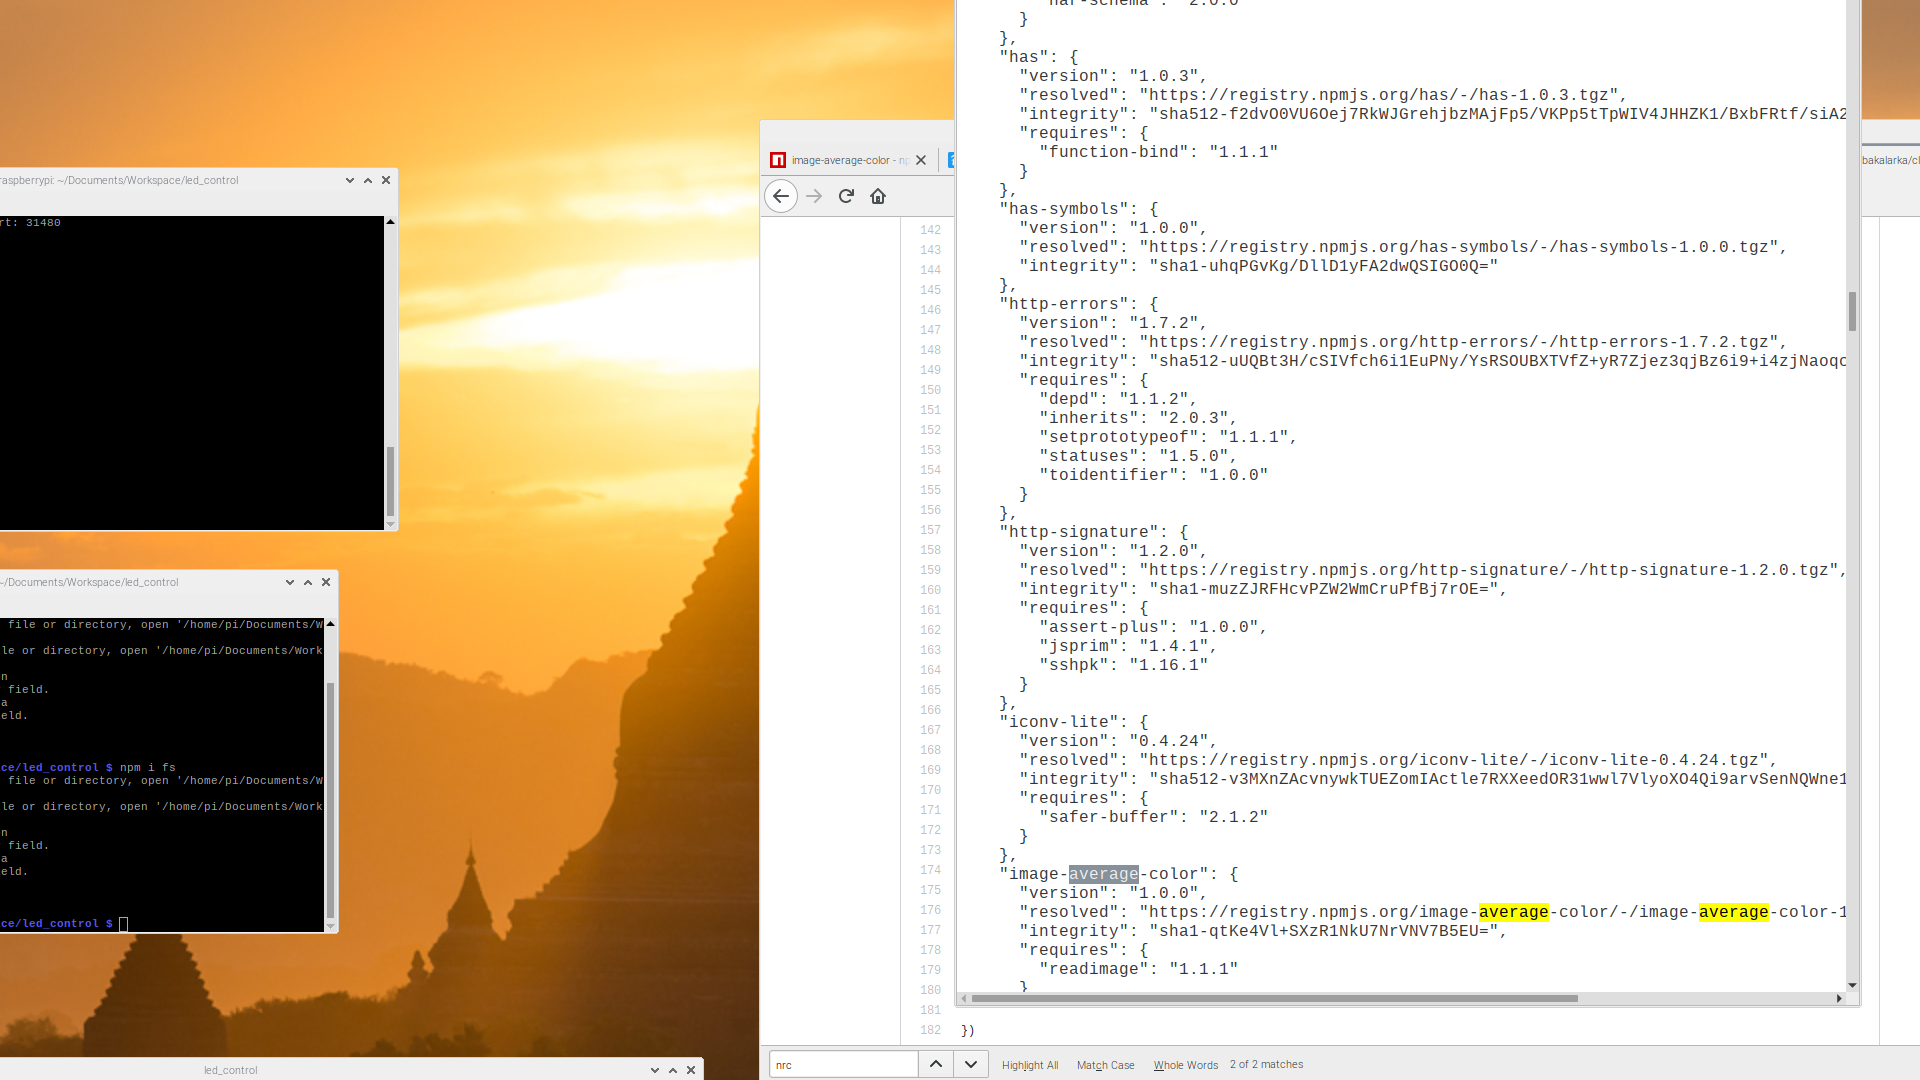 raspberrypi: ~/Documents/Workspace/led_control
rt: 31480
~/Documents/Workspace/led_control
file or directory, open '/home/pi/Documents/W
le or directory, open '/home/pi/Documents/Work
n
field.
a
eld.
ce/led_control $ npm i fs
file or directory, open '/home/pi/Documents/W
le or directory, open '/home/pi/Documents/Work
n
field.
a
eld.
ce/led_control $
led_control
image-average-color - np
bakalarka/cl
142
143
144
145
146
147
148
149
150
151
152
153
154
155
156
157
158
159
160
161
162
163
164
165
166
167
168
169
170
171
172
173
174
175
176
177
178
179
180
181
182 })
"har-schema": "2.0.0"
}
},
"has": {
"version": "1.0.3",
"resolved": "https://registry.npmjs.org/has/-/has-1.0.3.tgz",
"integrity": "sha512-f2dvO0VU6Oej7RkWJGrehjbzMAjFp5/VKPp5tTpWIV4JHHZK1/BxbFRtf/siA2
"requires": {
"function-bind": "1.1.1"
}
},
"has-symbols": {
"version": "1.0.0",
"resolved": "https://registry.npmjs.org/has-symbols/-/has-symbols-1.0.0.tgz",
"integrity": "sha1-uhqPGvKg/DllD1yFA2dwQSIGO0Q="
},
"http-errors": {
"version": "1.7.2",
"resolved": "https://registry.npmjs.org/http-errors/-/http-errors-1.7.2.tgz",
"integrity": "sha512-uUQBt3H/cSIVfch6i1EuPNy/YsRSOUBXTVfZ+yR7Zjez3qjBz6i9+i4zjNaoqc
"requires": {
"depd": "1.1.2",
"inherits": "2.0.3",
"setprototypeof": "1.1.1",
"statuses": "1.5.0",
"toidentifier": "1.0.0"
}
},
"http-signature": {
"version": "1.2.0",
"resolved": "https://registry.npmjs.org/http-signature/-/http-signature-1.2.0.tgz",
"integrity": "sha1-muzZJRFHcvPZW2WmCruPfBj7rOE=",
"requires": {
"assert-plus": "1.0.0",
"jsprim": "1.4.1",
"sshpk": "1.16.1"
}
},
"iconv-lite": {
"version": "0.4.24",
"resolved": "https://registry.npmjs.org/iconv-lite/-/iconv-lite-0.4.24.tgz",
"integrity": "sha512-v3MXnZAcvnywkTUEZomIActle7RXXeedOR31wwl7VlyoXO4Qi9arvSenNQWne1
"requires": {
"safer-buffer": "2.1.2"
}
},
"image-average-color": {
"version": "1.0.0",
"resolved": "https://registry.npmjs.org/image-average-color/-/image-average-color-1
"integrity": "sha1-qtKe4Vl+SXzR1NkU7NrVNV7B5EU=",
"requires": {
"readimage": "1.1.1"
}
nrc
Highlight All
Match Case
Whole Words
2 of 2 matches